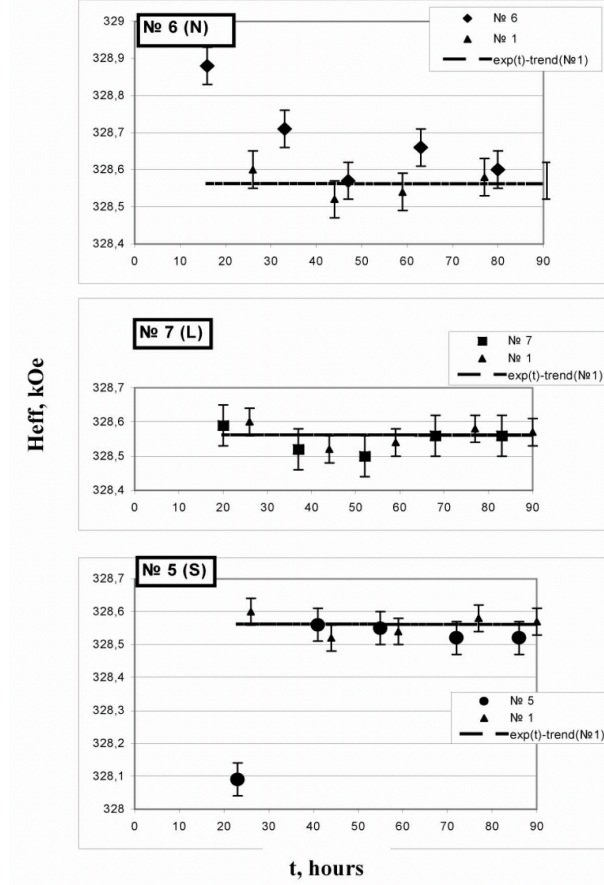 Heff, kOe
№ 6 (N)
№ 6
№ 1
exp(t)-trend(№1)
329
328,9
328,8
328,7
328,6
328,5
328,4
0 10 20 30 40 50 60 70 80 90
№ 7 (L)
№ 7
№ 1
exp(t)-trend(№1)
328,7
328,6
328,5
328,4
0 10 20 30 40 50 60 70 80 90
№ 5 (S)
328,7
328,6
328,5
328,4
328,3
328,2
328,1
328
№ 5
№ 1
exp(t)-trend(№1)
0 10 20 30 40 50 60 70 80 90
t, hours